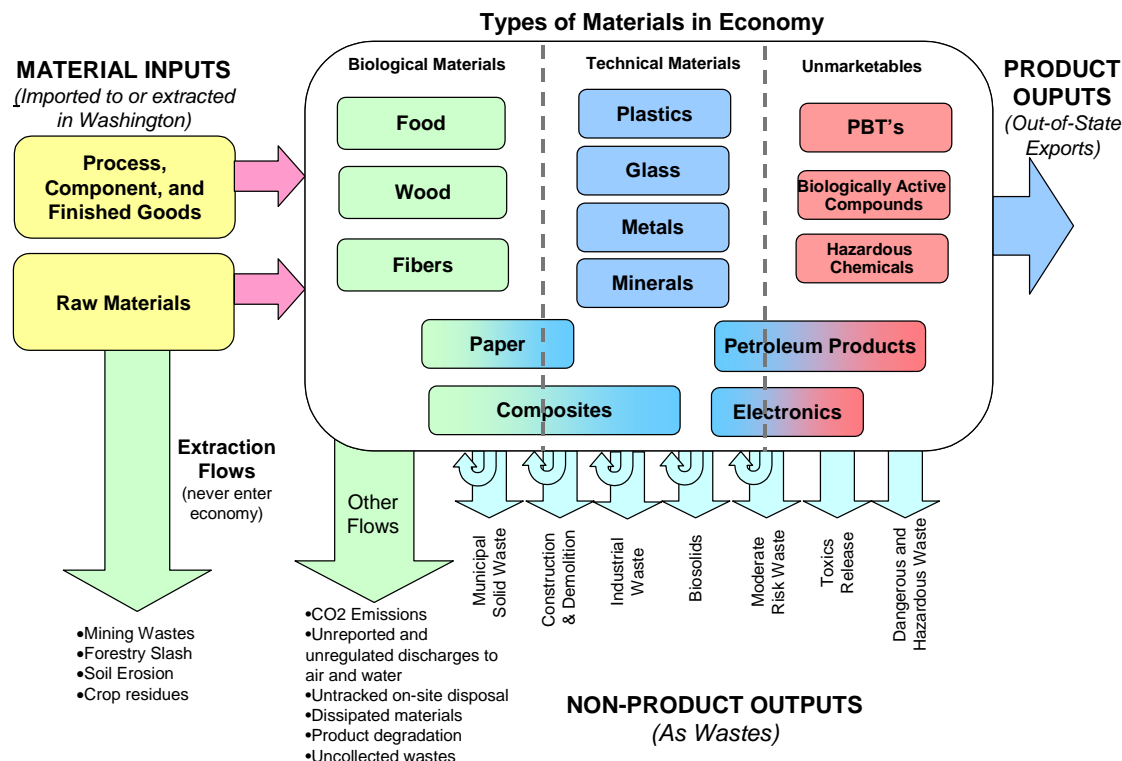 Types of Materials in Economy
MATERIAL INPUTS
(Imported to or extracted
in Washington)
Process,
Component, and
Finished Goods
Raw Materials
Extraction
Flows
(never enter
economy)
•Mining Wastes
•Forestry Slash
•Soil Erosion
•Crop residues
Biological Materials
Food
Wood
Fibers
Technical Materials
Plastics
Glass
Metals
Minerals
Unmarketables
PBT's
Biologically Active
Compounds
Hazardous
Chemicals
Paper
Petroleum Products
Composites
Electronics
PRODUCT
OUPUTS
(Out-of-State
Exports)
Other
Flows
•CO2 Emissions
•Unreported and
unregulated discharges to
air and water
•Untracked on-site disposal
•Dissipated materials
•Product degradation
•Uncollected wastes
Municipal
Solid Waste
Construction
& Demolition
Industrial
Waste
Biosolids
Moderate
Risk Waste
Toxics
Release
Dangerous and
Hazardous Waste
NON-PRODUCT OUTPUTS
(As Wastes)